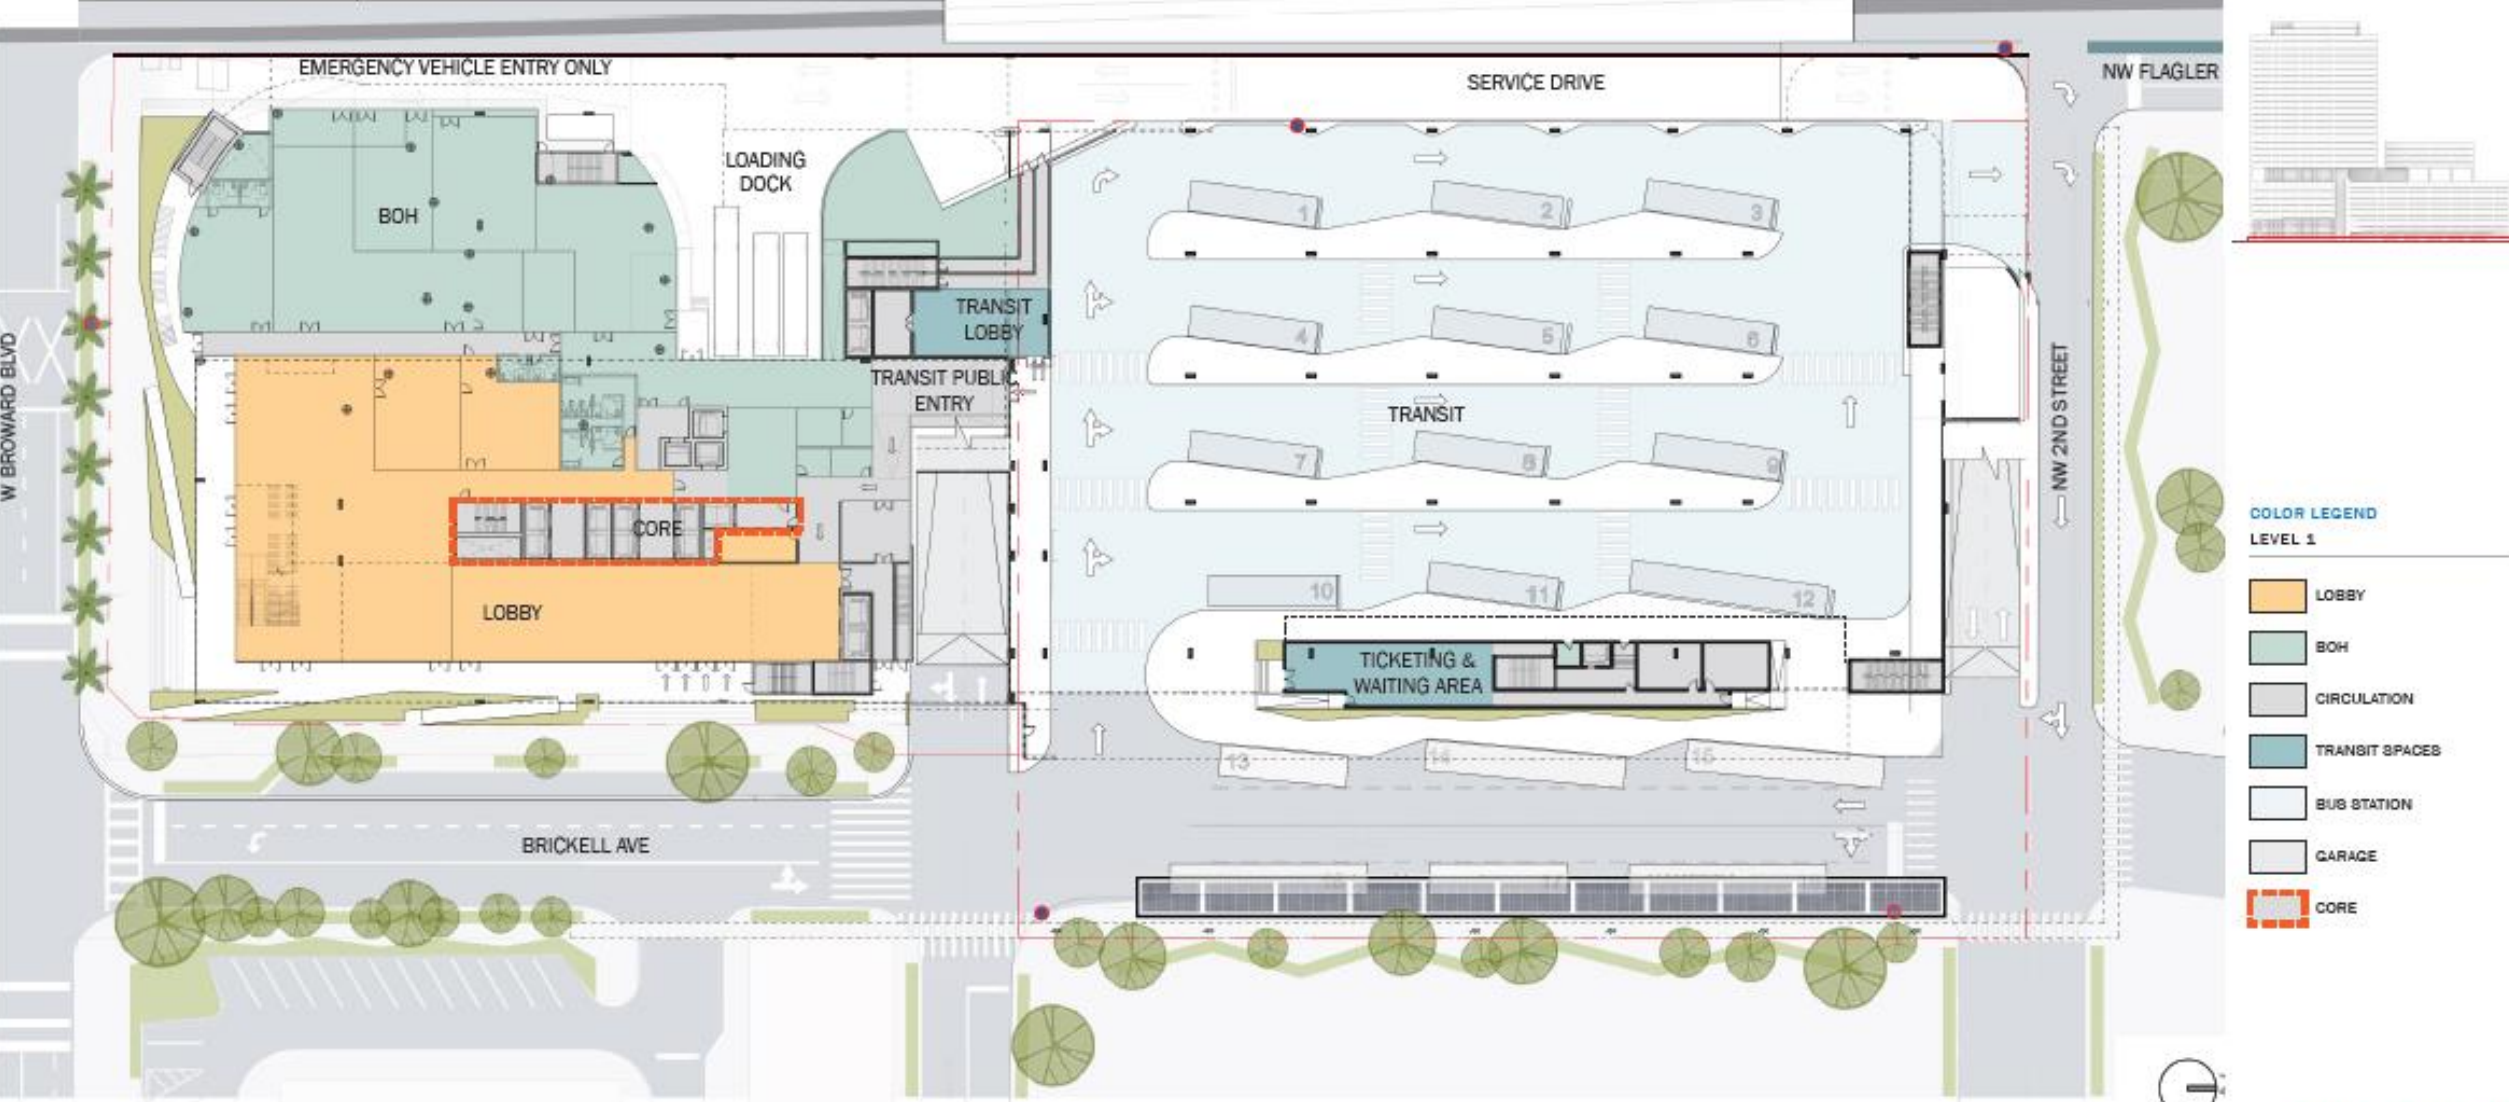 EMERGENCY VEHICLE ENTRY ONLY
SERVICE DRIVE
NW FLAGLER
LOADING
DOCK
BOH
1
2
3
TRANSIT
LOBBY
4
5
6
W BROWARD BLVD
TRANSIT PUBLIC
ENTRY
TRANSIT
NW 2ND STREET
7
8
9
CORE
LOBBY
10
11
12
TICKETING &
WAITING AREA
13
14
15
BRICKELL AVE
COLOR LEGEND
LEVEL 1
LOBBY
BOH
CIRCULATION
TRANSIT SPACES
BUS STATION
GARAGE
CORE